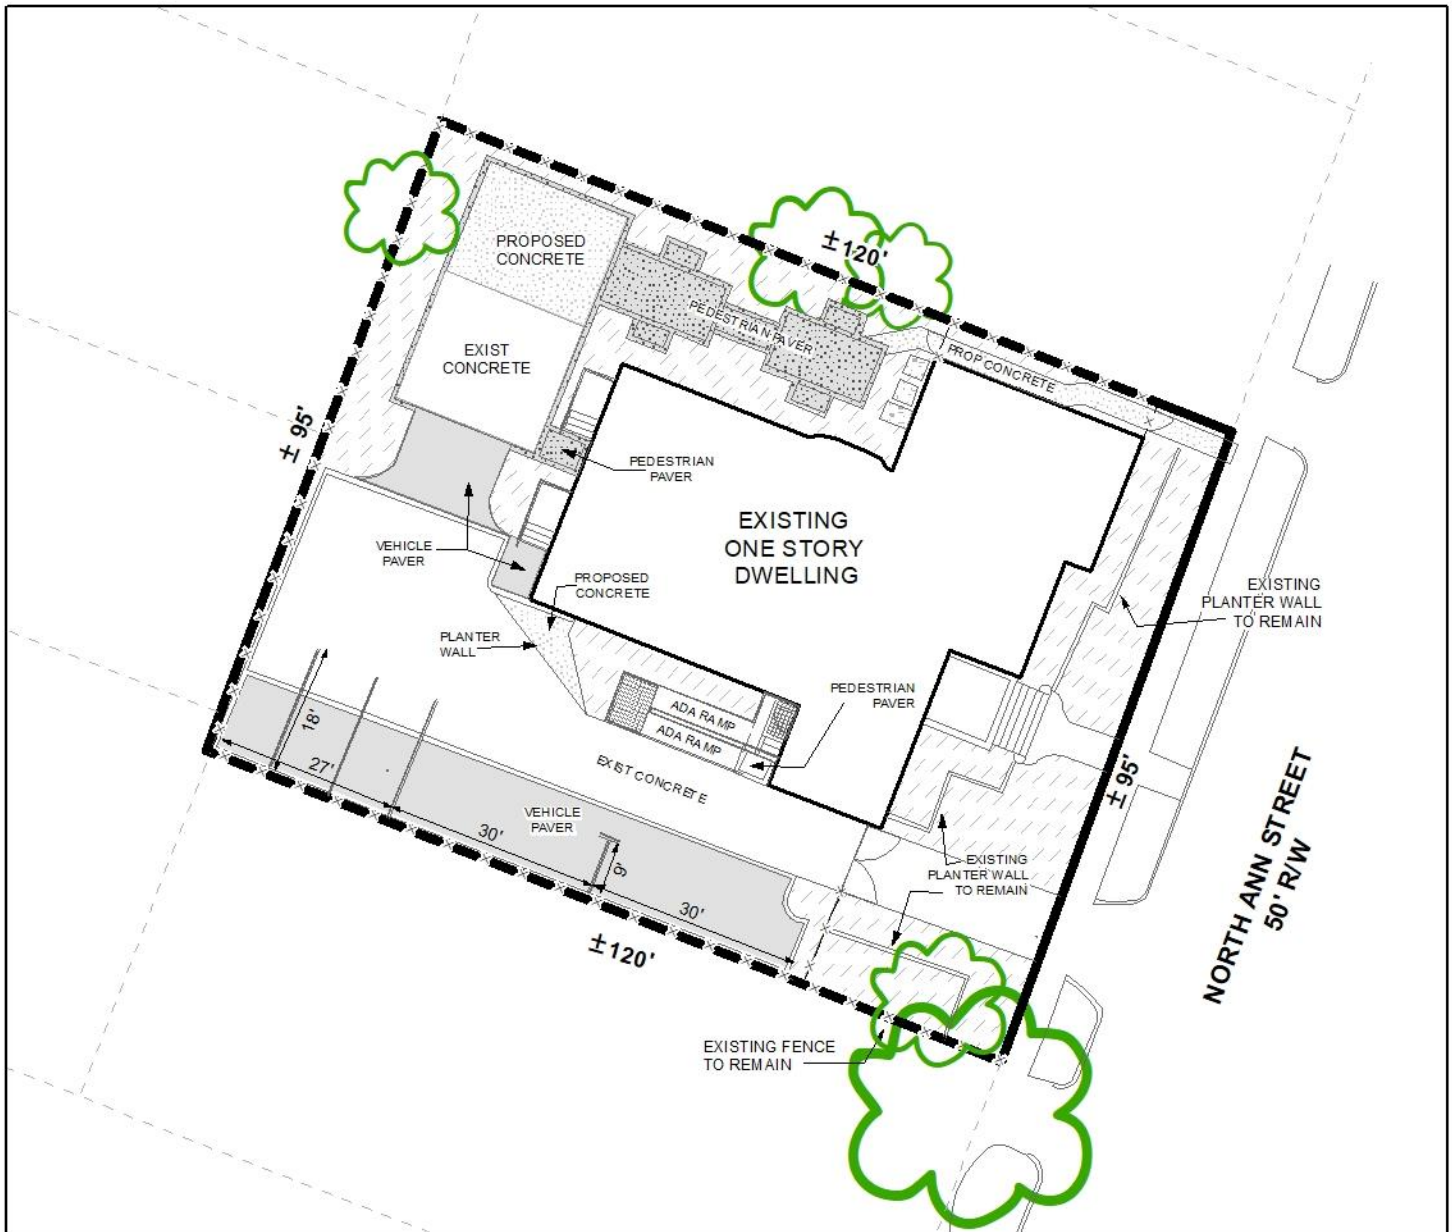 ±120'
PROPOSED
CONCRETE
PEDESTRIAN PAVER
PROP CONCRETE
EXIST
CONCRETE
± 95'
PEDESTRIAN
PAVER
EXISTING
ONE STORY
DWELLING
VEHICLE
PAVER
PROPOSED
CONCRETE
EXISTING
PLANTER WALL
TO REMAIN
PLANTER
WALL
PEDESTRIAN
PAVER
ADA RAMP
ADA RAMP
18'
27'
EXIST CONCRETE
± 95'
NORTH ANN STREET
50' R/W
VEHICLE
PAVER
30'
9'
EXISTING
PLANTER WALL
TO REMAIN
30'
±120'
EXISTING FENCE
TO REMAIN